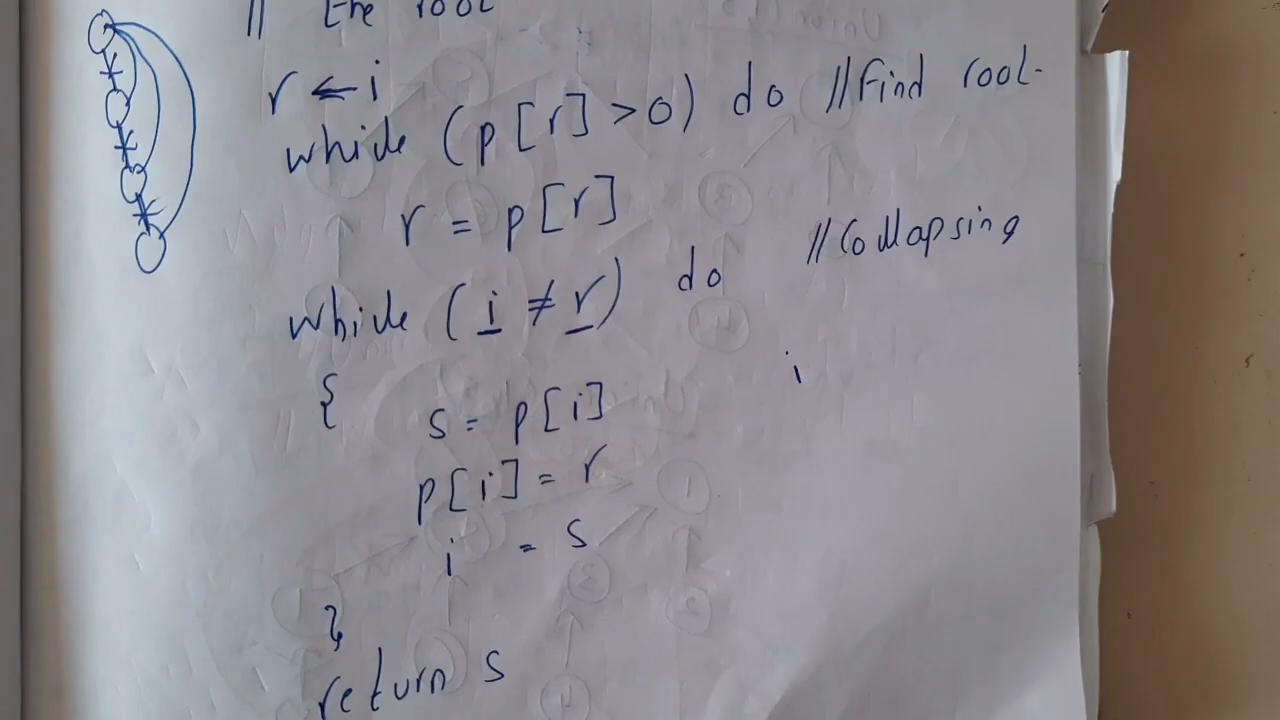 // the root
r ← i
while (p[r] > 0) do //Find root.
r = p[r]
while (i ≠ r) do //Collapsing
{ i
s = p[i]
p[i] = r
i = s
}
return s